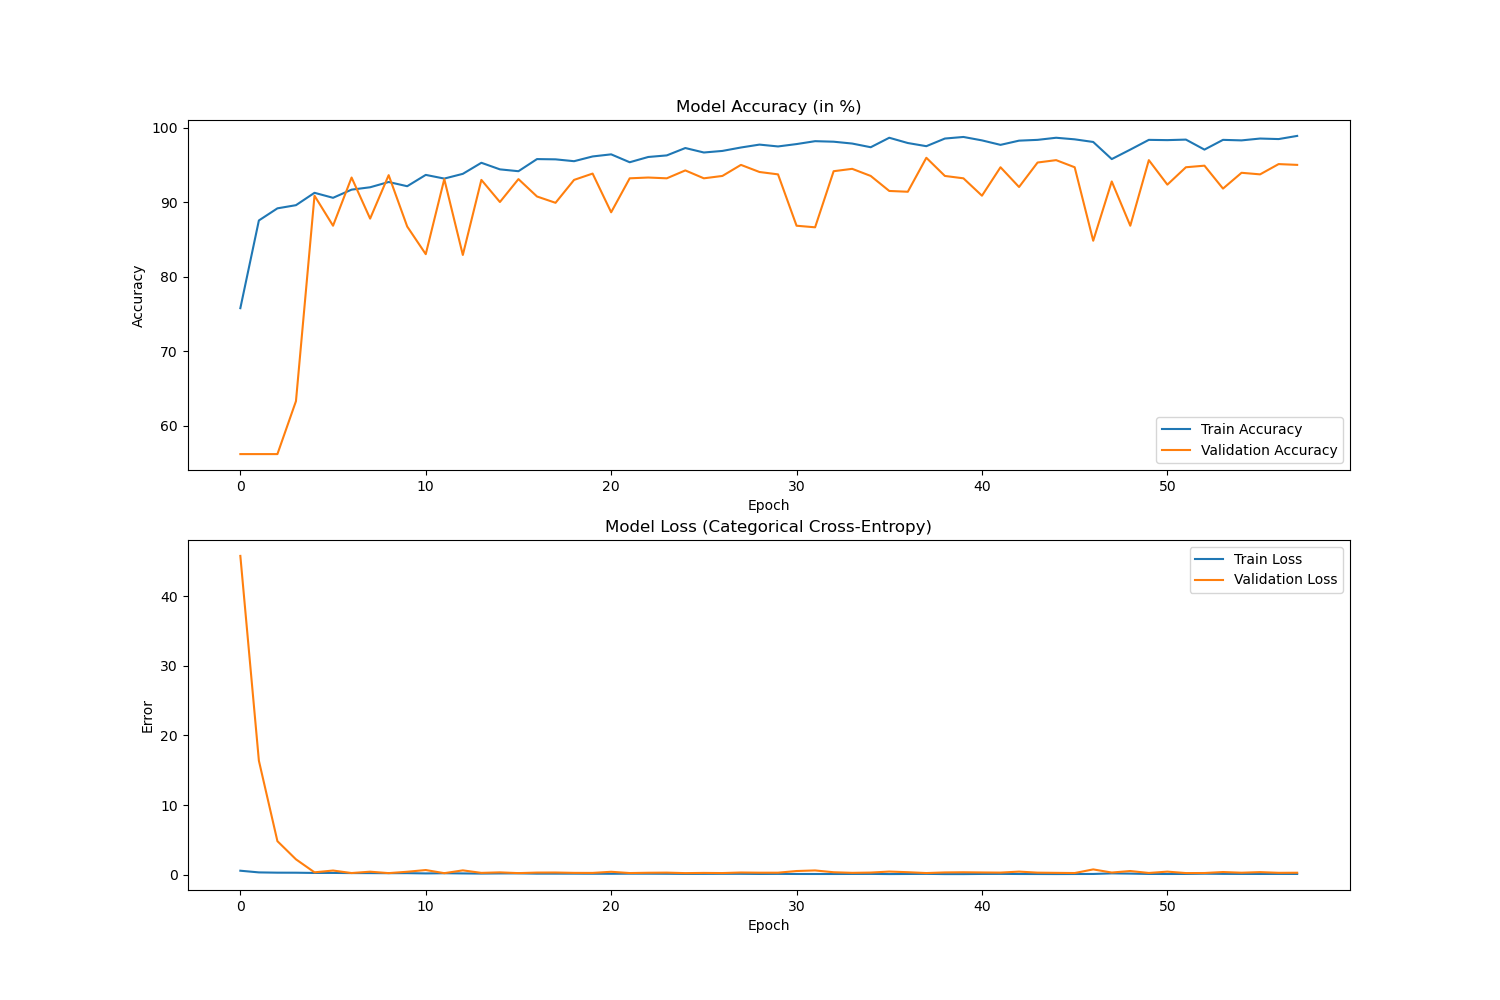 Model Accuracy (in %)
100
90
80
70
60
Accuracy
Train Accuracy
Validation Accuracy
0 10 20 30 40 50
Epoch
Model Loss (Categorical Cross-Entropy)
Train Loss
Validation Loss
40
30
20
10
0
Error
0 10 20 30 40 50
Epoch